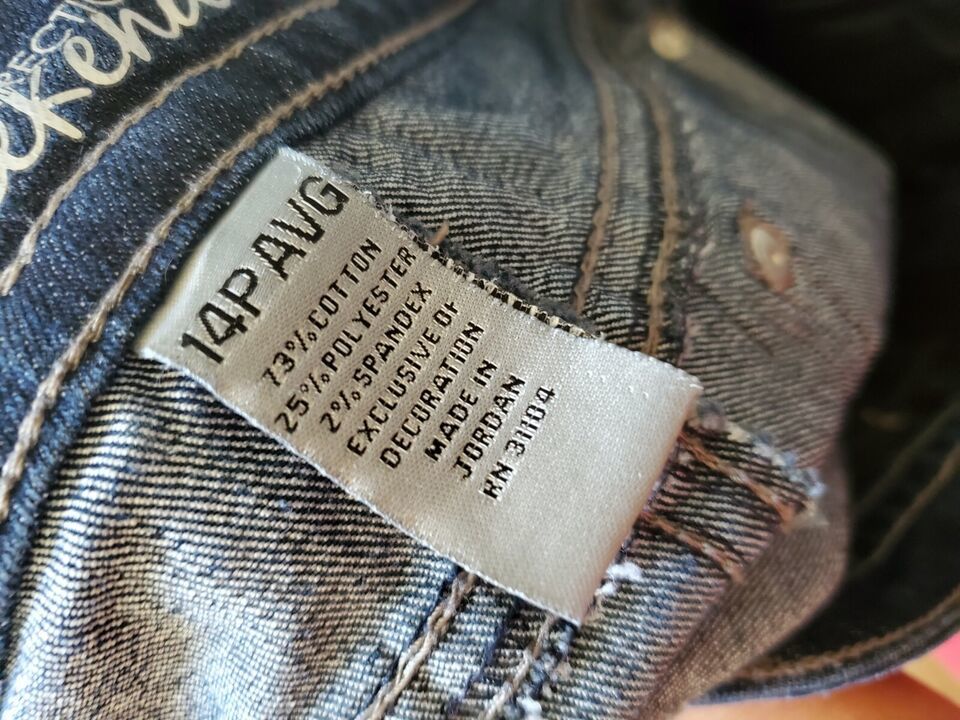 14P AVG
73% COTTON
25% POLYESTER
2% SPANDEX
EXCLUSIVE OF
DECORATION
MADE IN
JORDAN
RN 31104